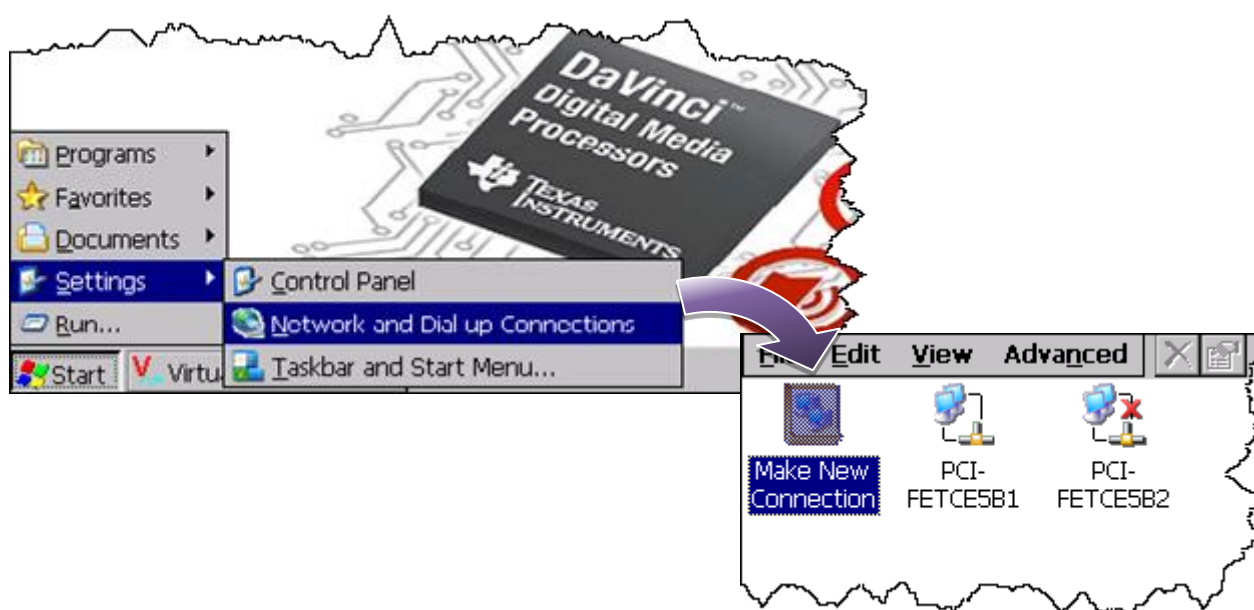 DaVinci™
Digital Media
Processors
TEXAS
INSTRUMENTS
Programs
Favorites
Documents
Settings
Run...
Control Panel
Network and Dial up Connections
Taskbar and Start Menu...
Start
Virtu
Edit View Advanced
Make New
Connection
PCI-
FETCE5B1
PCI-
FETCE5B2